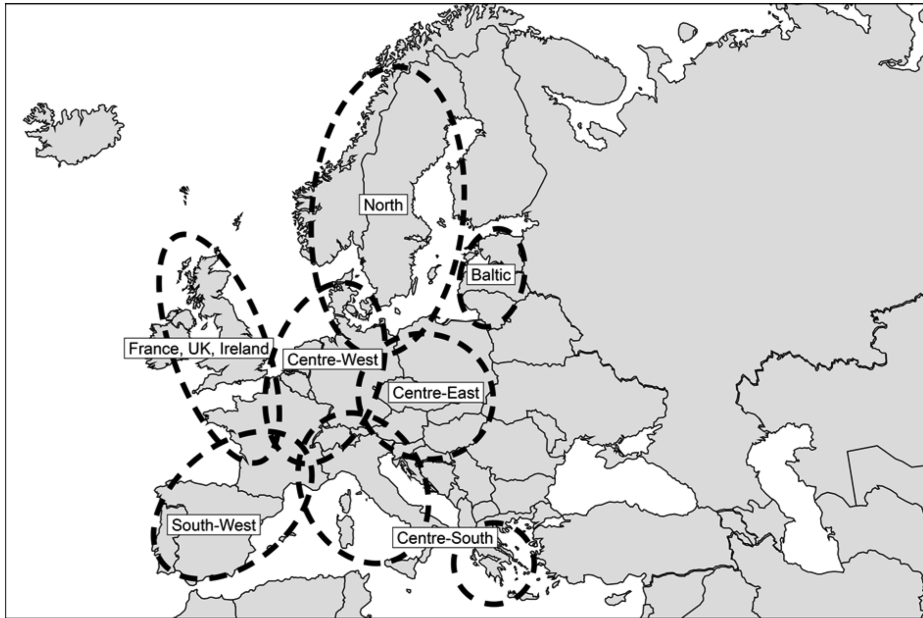 North
Baltic
France, UK, Ireland
Centre-West
Centre-East
South-West
Centre-South